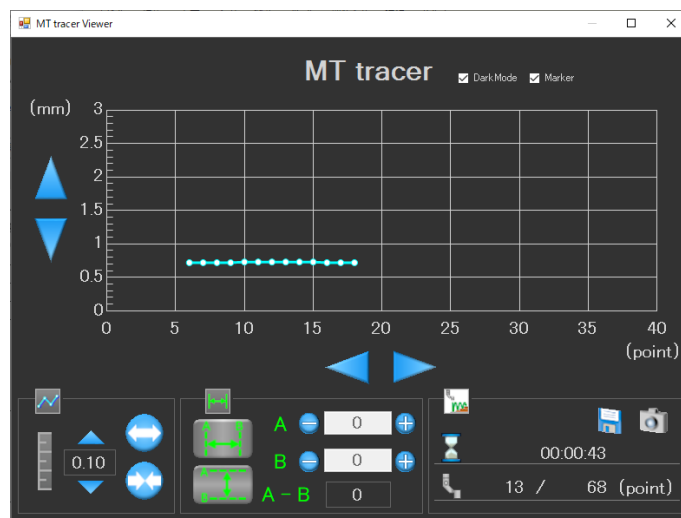 MT tracer Viewer
MT tracer
DarkMode
Marker
(mm)
3
2.5
2
1.5
1
0.5
0
0 5 10 15 20 25 30 35 40
(point)
A
0
B
0
A - B
0
0.10
00:00:43
13 / 68 (point)
A B
A
B